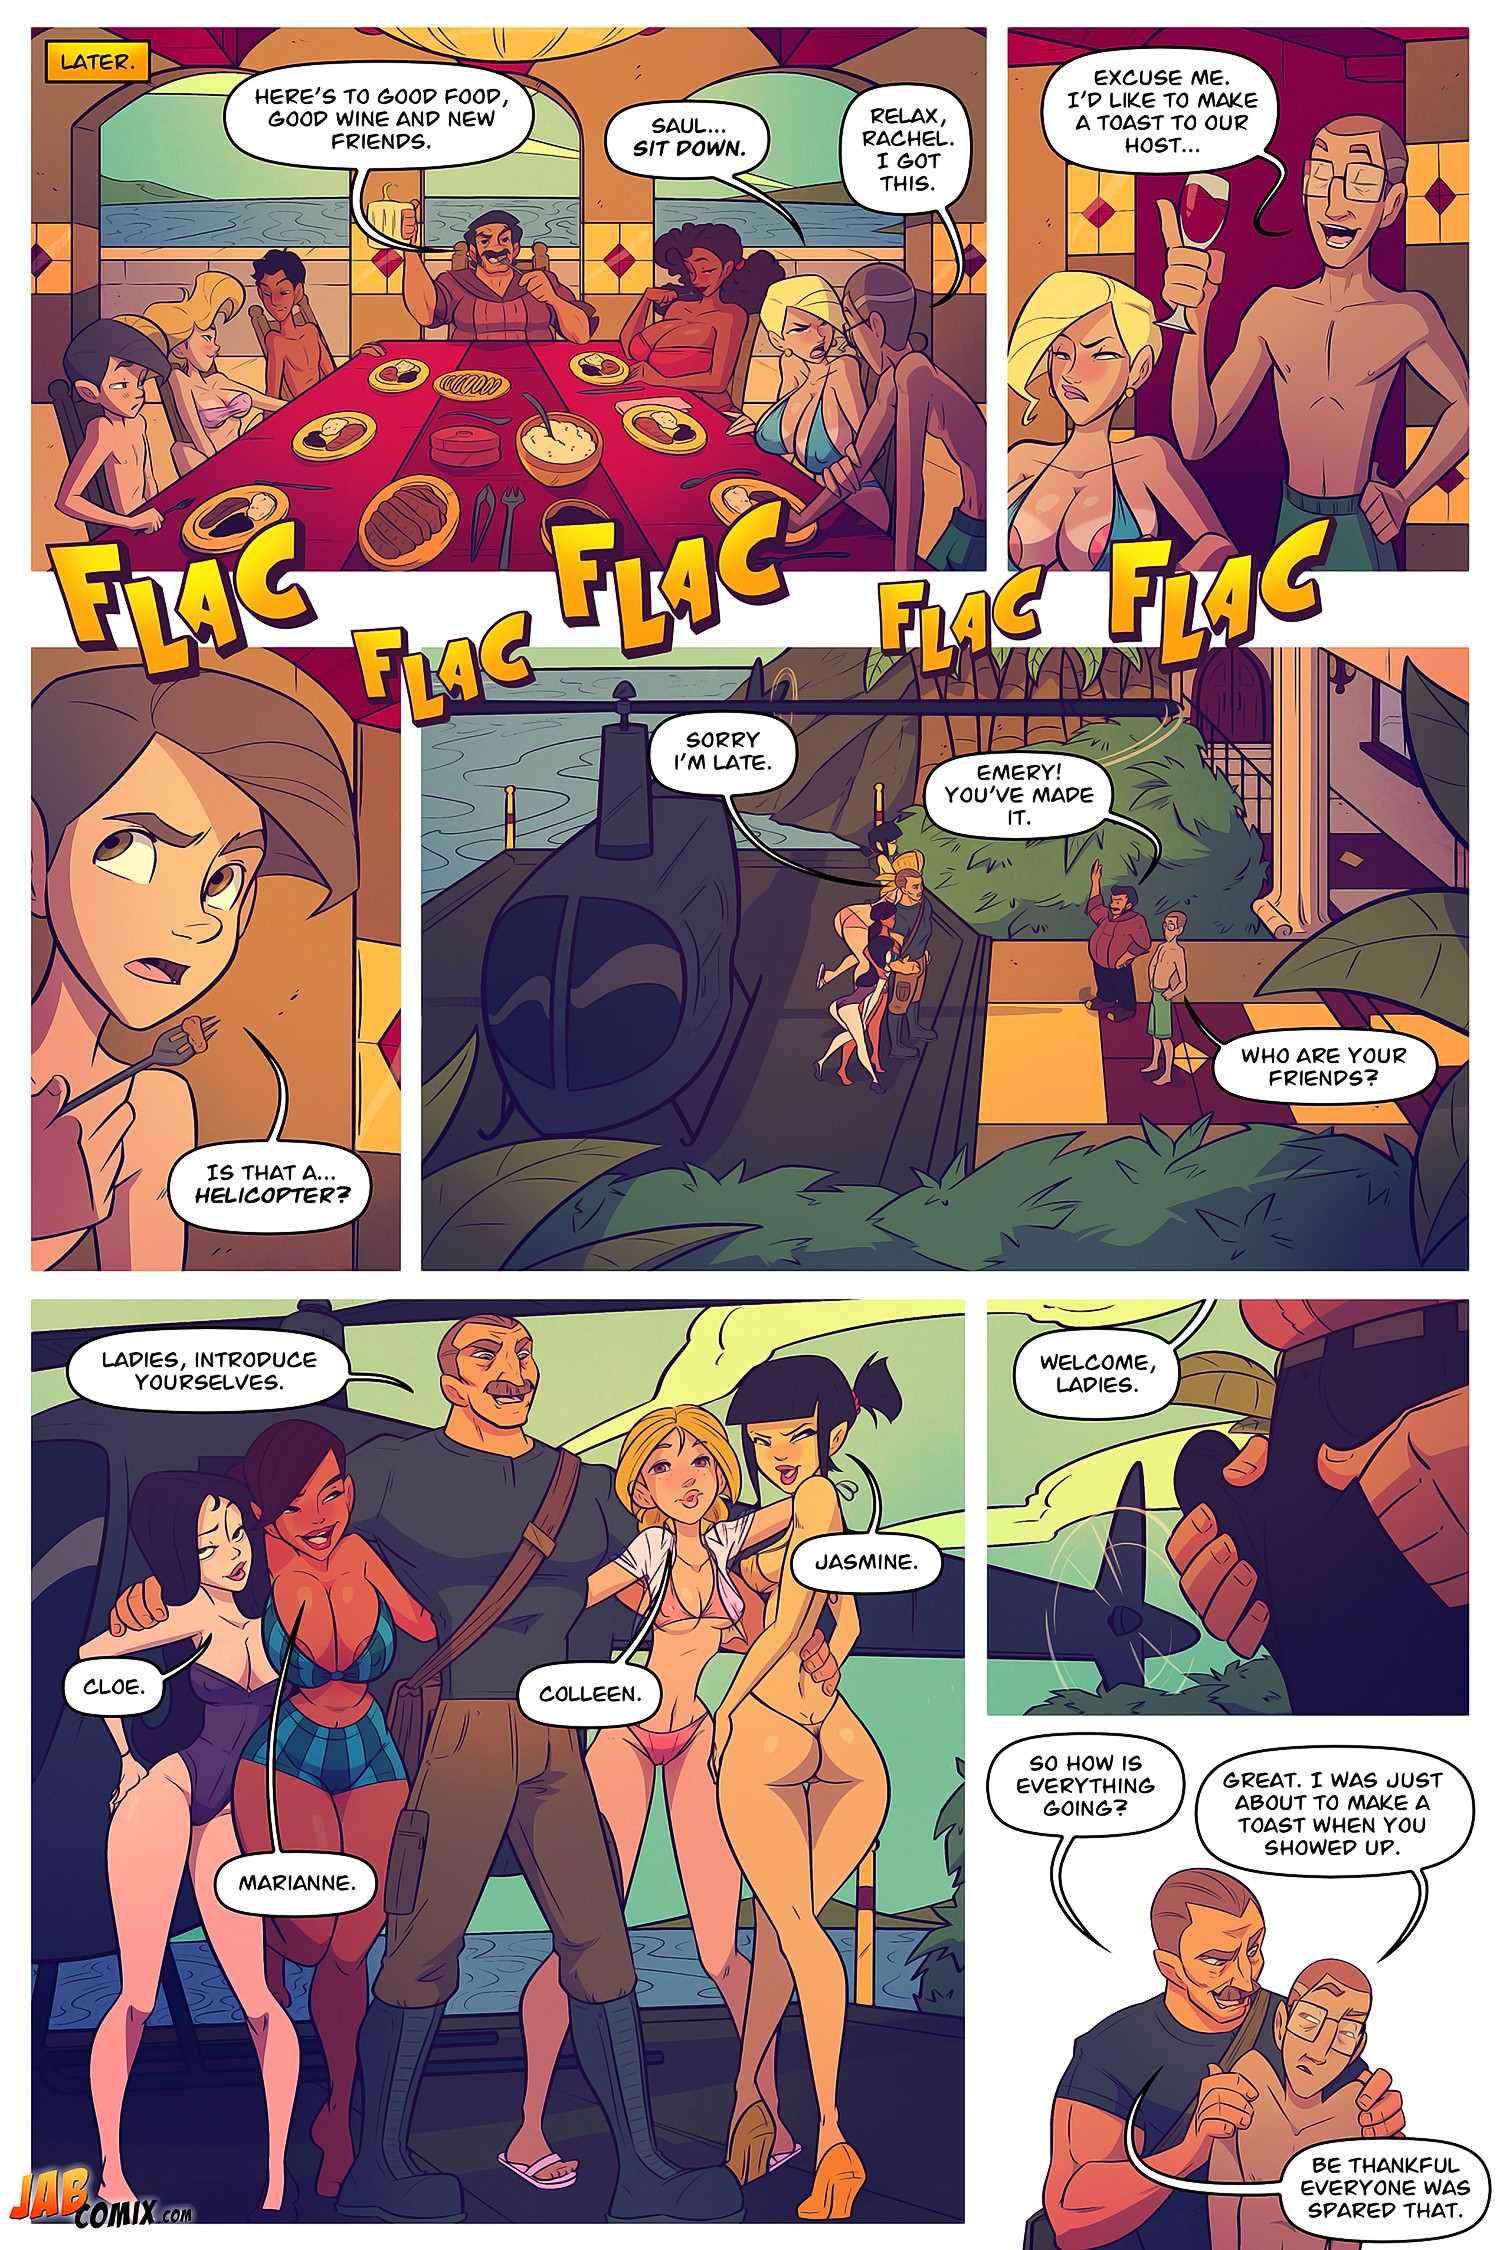 LATER.
HERE'S TO GOOD FOOD,
GOOD WINE AND NEW
FRIENDS.
SAUL...
SIT DOWN.
RELAX,
RACHEL.
I GOT
THIS.
EXCUSE ME.
I'D LIKE TO MAKE
A TOAST TO OUR
HOST...
FLAC
FLAC
FLAC
FLAC
FLAC
IS THAT A...
HELICOPTER?
SORRY
I'M LATE.
EMERY!
YOU'VE MADE
IT.
WHO ARE YOUR
FRIENDS?
LADIES, INTRODUCE
YOURSELVES.
CLOE.
MARIANNE.
COLLEEN.
JASMINE.
WELCOME,
LADIES.
SO HOW IS
EVERYTHING
GOING?
GREAT. I WAS JUST
ABOUT TO MAKE A
TOAST WHEN YOU
SHOWED UP.
BE THANKFUL
EVERYONE WAS
SPARED THAT.
JAB
COMIX.COM